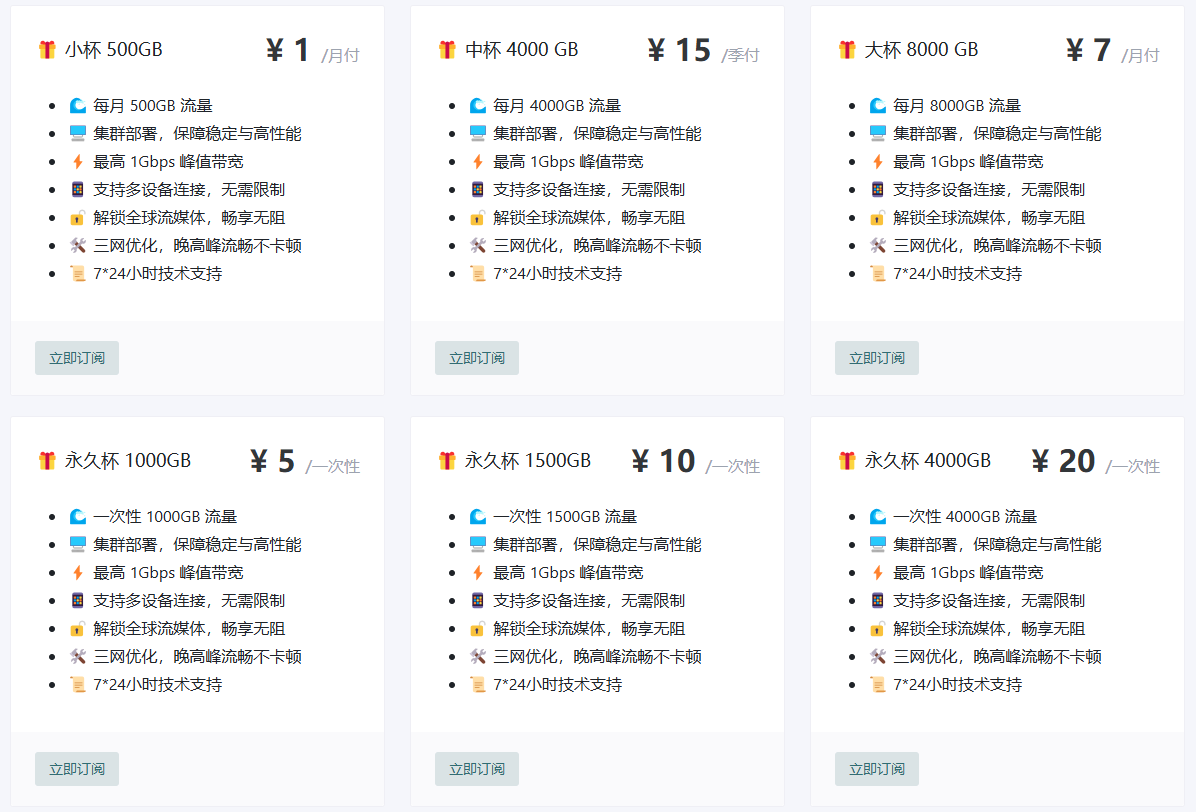 小杯 500GB ¥ 1 /月付
每月 500GB 流量
集群部署，保障稳定与高性能
最高 1Gbps 峰值带宽
支持多设备连接，无需限制
解锁全球流媒体，畅享无阻
三网优化，晚高峰流畅不卡顿
7*24小时技术支持
立即订阅
中杯 4000 GB ¥ 15 /季付
每月 4000GB 流量
集群部署，保障稳定与高性能
最高 1Gbps 峰值带宽
支持多设备连接，无需限制
解锁全球流媒体，畅享无阻
三网优化，晚高峰流畅不卡顿
7*24小时技术支持
立即订阅
大杯 8000 GB ¥ 7 /月付
每月 8000GB 流量
集群部署，保障稳定与高性能
最高 1Gbps 峰值带宽
支持多设备连接，无需限制
解锁全球流媒体，畅享无阻
三网优化，晚高峰流畅不卡顿
7*24小时技术支持
立即订阅
永久杯 1000GB ¥ 5 /一次性
一次性 1000GB 流量
集群部署，保障稳定与高性能
最高 1Gbps 峰值带宽
支持多设备连接，无需限制
解锁全球流媒体，畅享无阻
三网优化，晚高峰流畅不卡顿
7*24小时技术支持
立即订阅
永久杯 1500GB ¥ 10 /一次性
一次性 1500GB 流量
集群部署，保障稳定与高性能
最高 1Gbps 峰值带宽
支持多设备连接，无需限制
解锁全球流媒体，畅享无阻
三网优化，晚高峰流畅不卡顿
7*24小时技术支持
立即订阅
永久杯 4000GB ¥ 20 /一次性
一次性 4000GB 流量
集群部署，保障稳定与高性能
最高 1Gbps 峰值带宽
支持多设备连接，无需限制
解锁全球流媒体，畅享无阻
三网优化，晚高峰流畅不卡顿
7*24小时技术支持
立即订阅